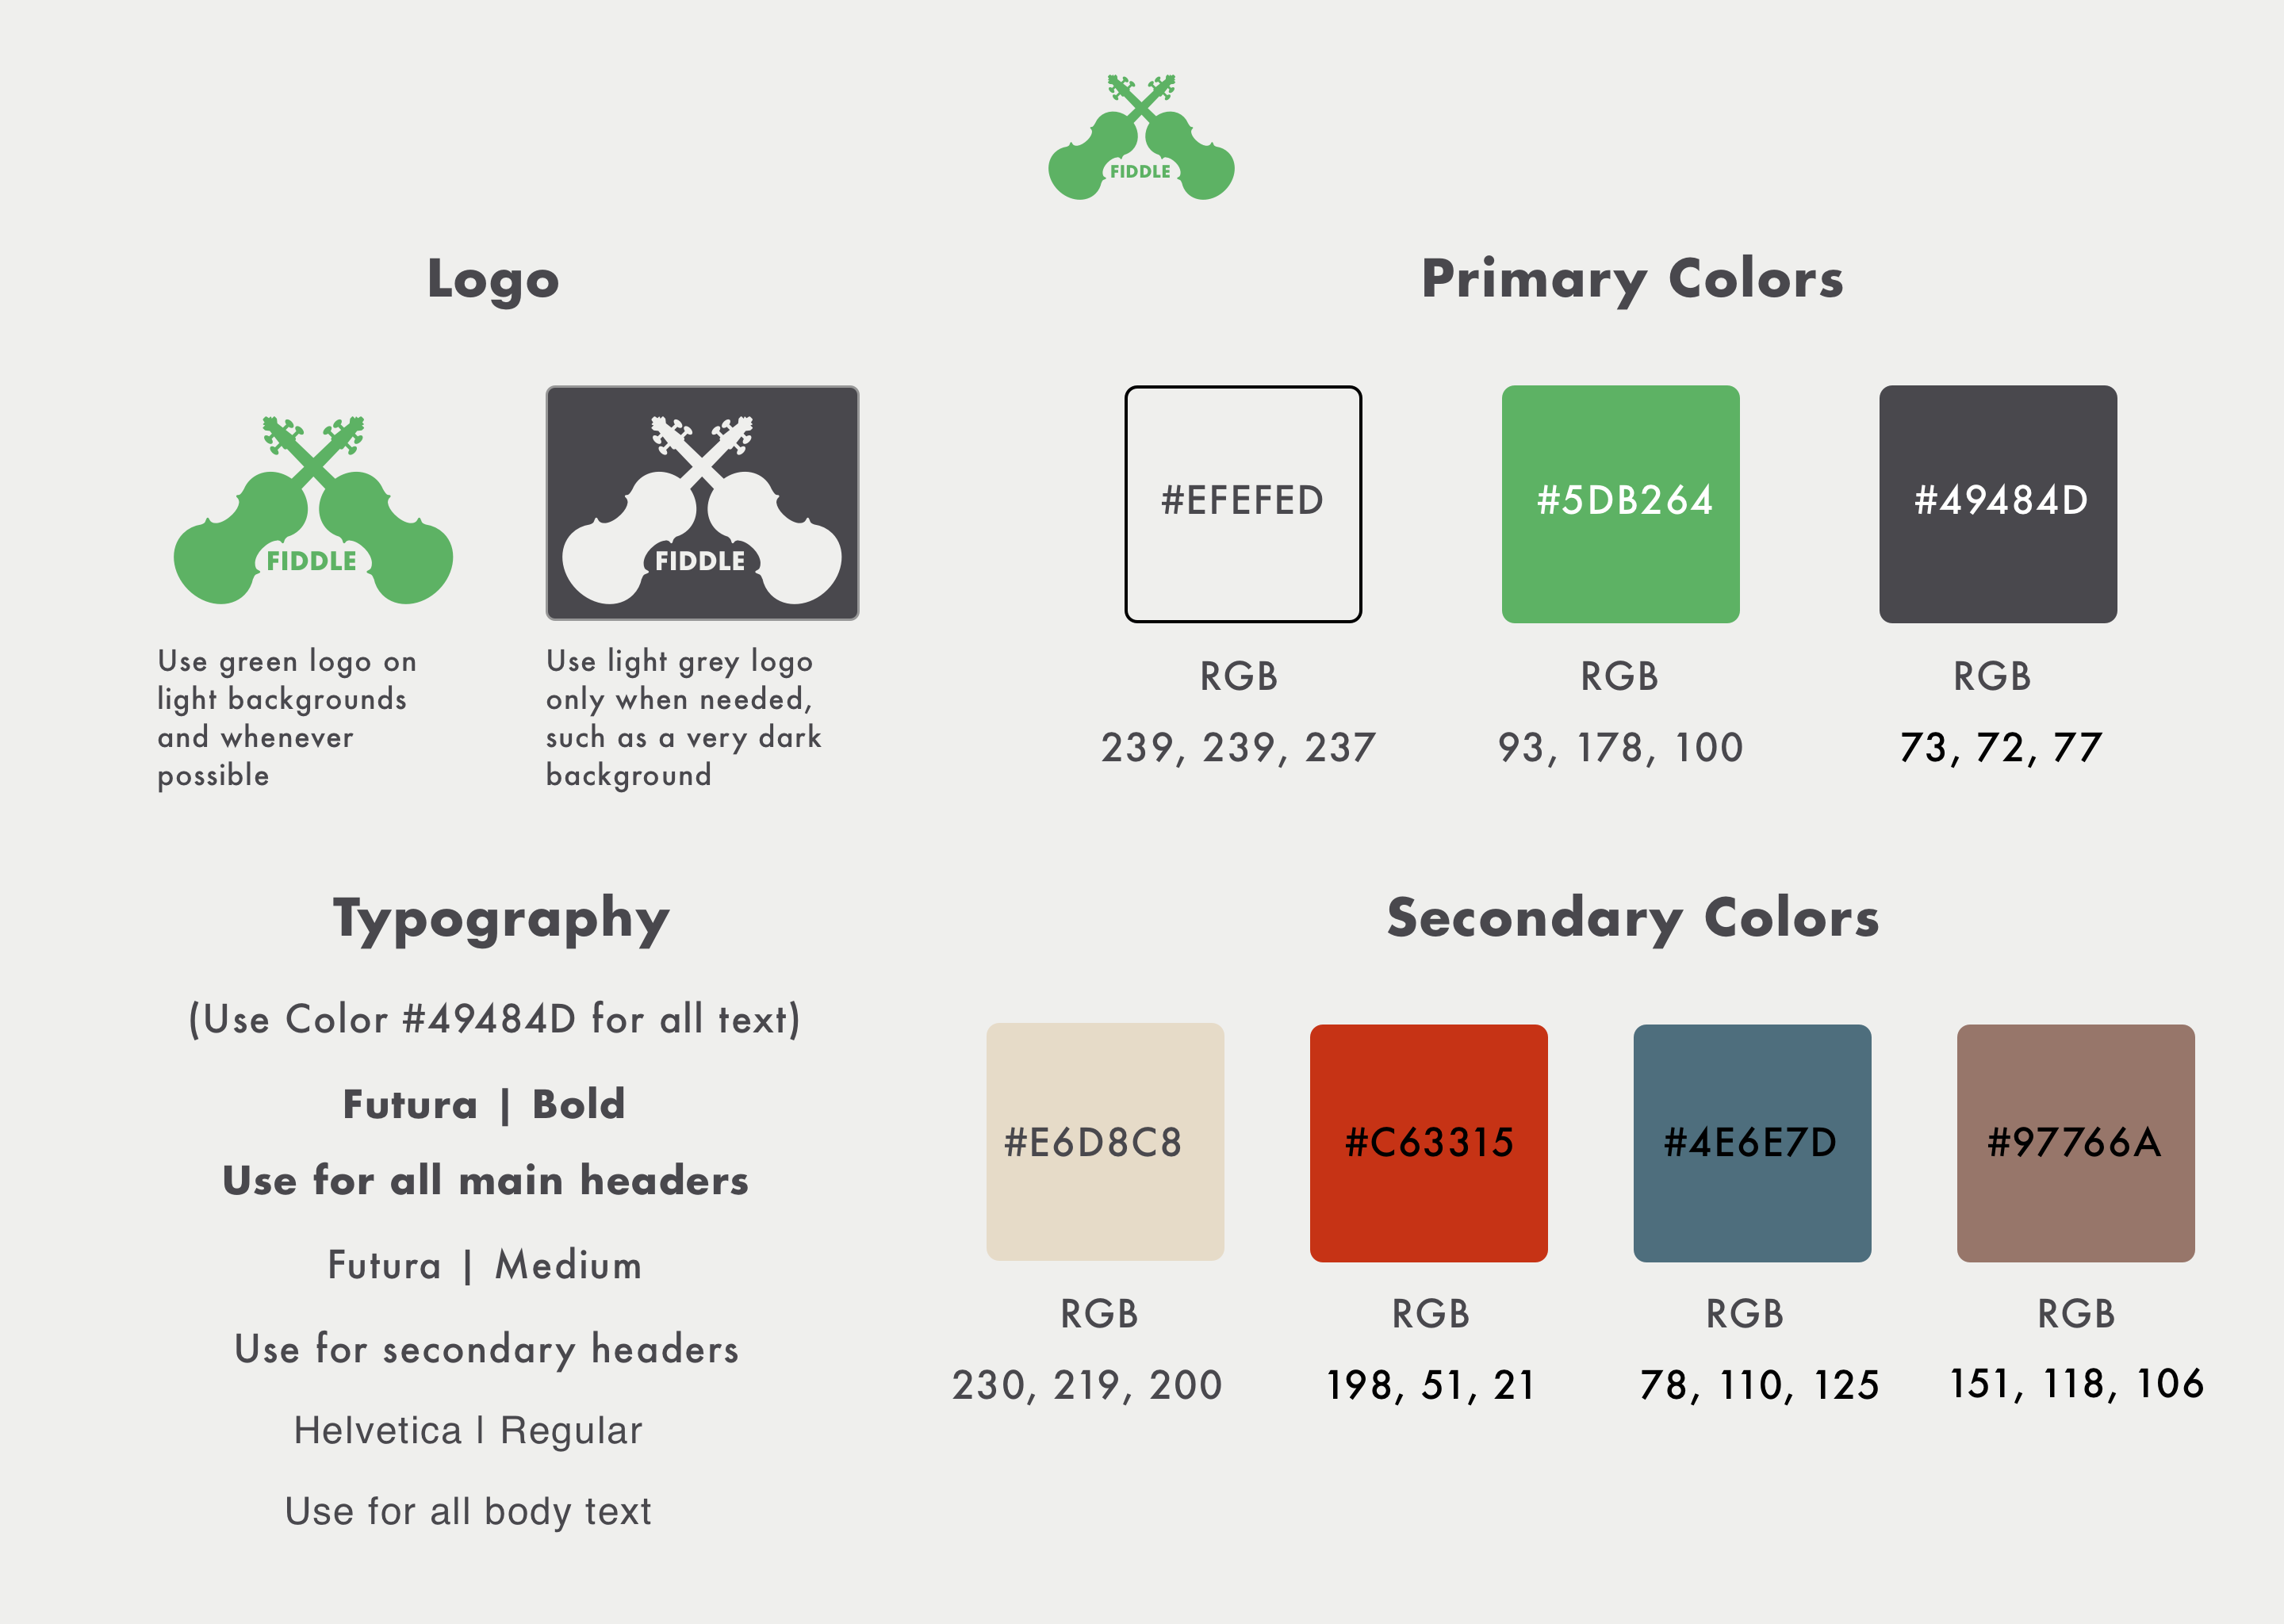 FIDDLE
Logo
FIDDLE
FIDDLE
Use green logo on
light backgrounds
and whenever
possible
Use light grey logo
only when needed,
such as a very dark
background
Primary Colors
#EFEFED
#5DB264
#49484D
RGB
RGB
RGB
239, 239, 237
93, 178, 100
73, 72, 77
Typography
(Use Color #49484D for all text)
Futura | Bold
Use for all main headers
Futura | Medium
Use for secondary headers
Helvetica | Regular
Use for all body text
Secondary Colors
#E6D8C8
#C63315
#4E6E7D
#97766A
RGB
RGB
RGB
RGB
230, 219, 200
198, 51, 21
78, 110, 125
151, 118, 106